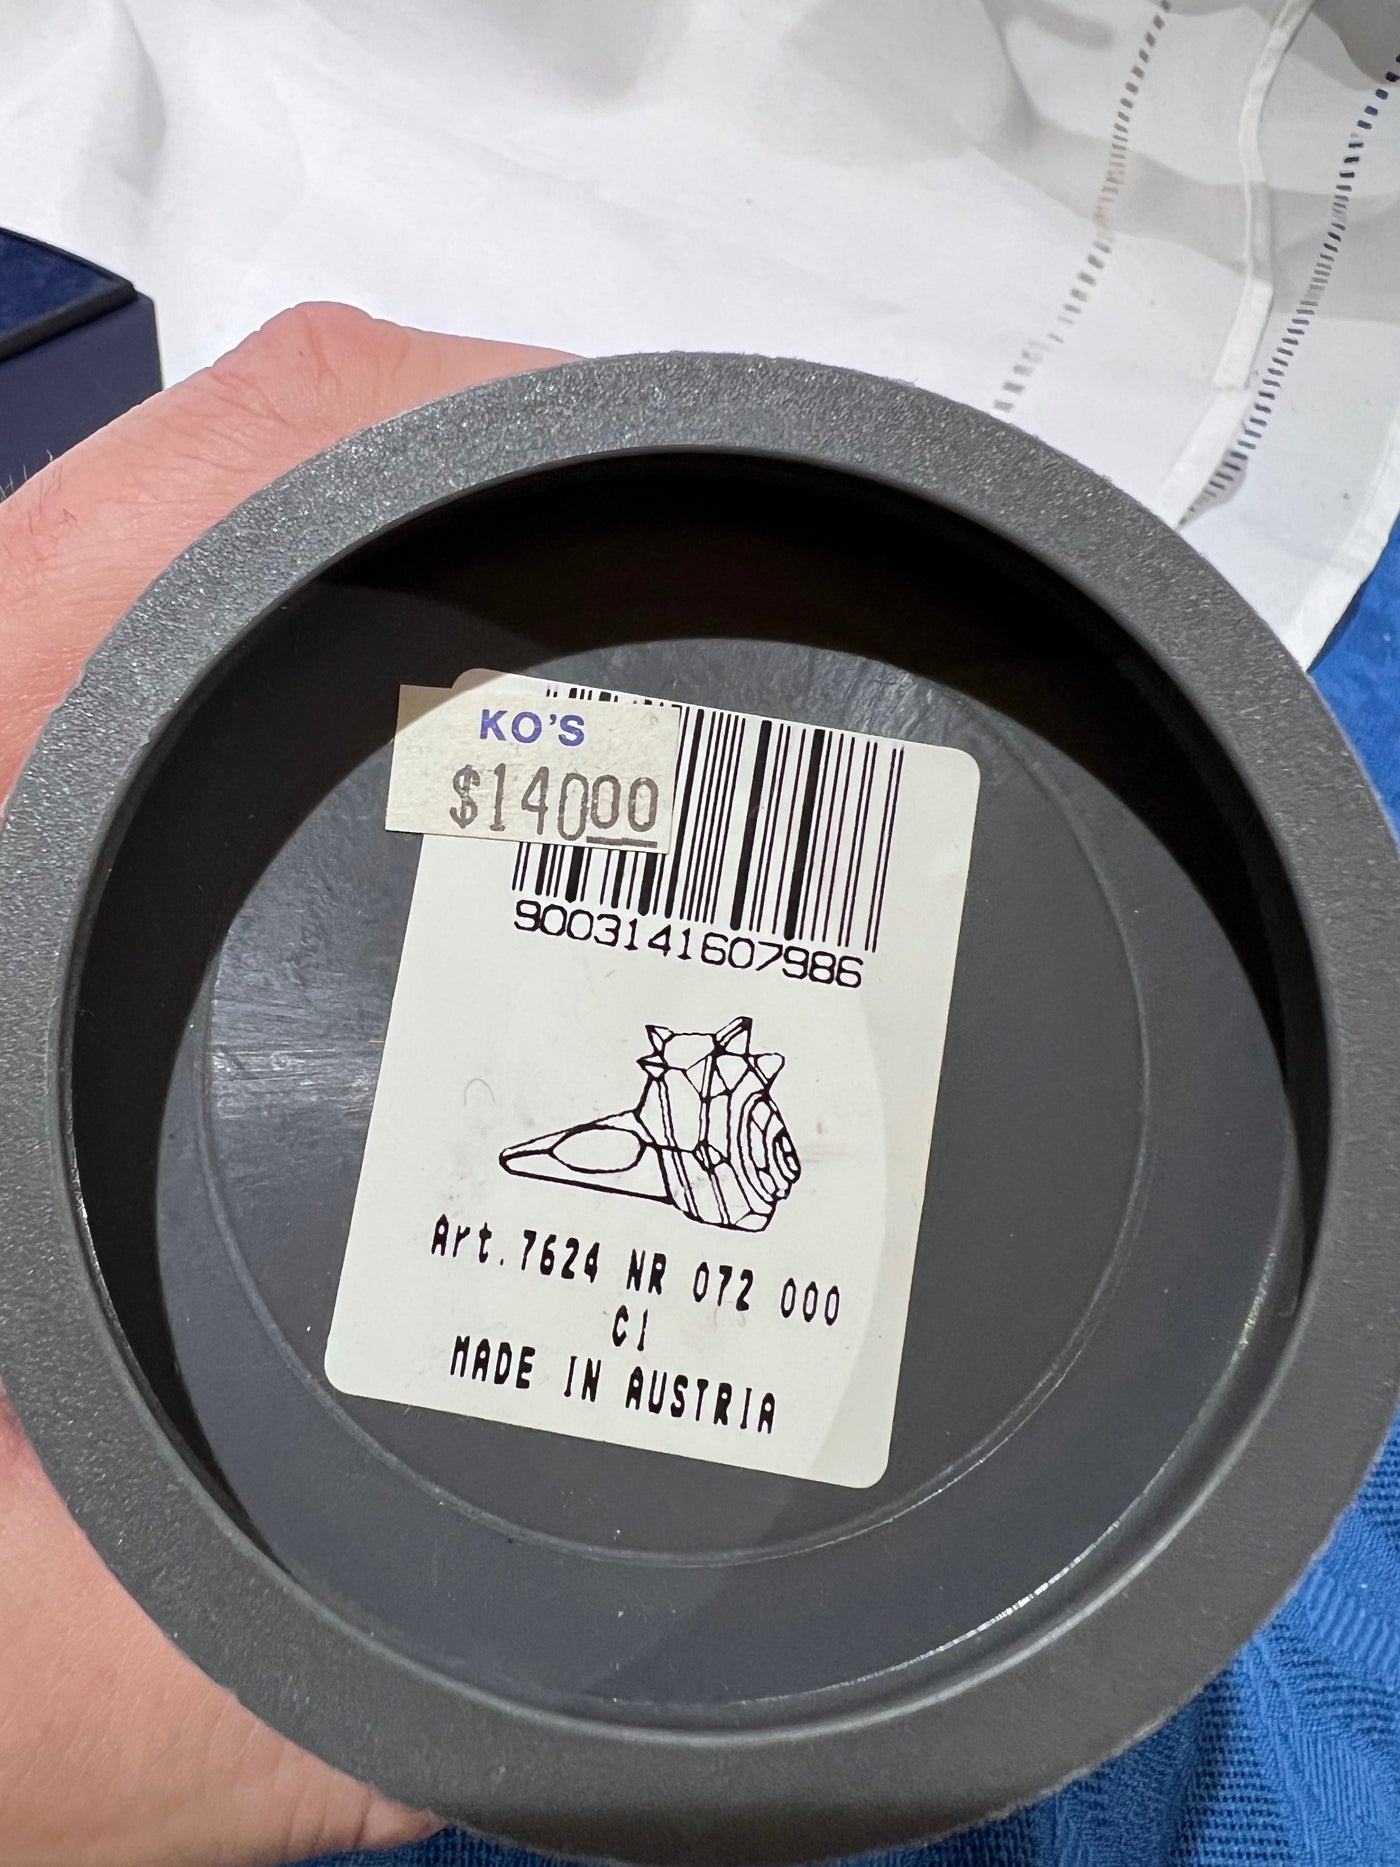 KO'S
$14000
9003141607986
Art.7624 NR 072 000
C1
MADE IN AUSTRIA